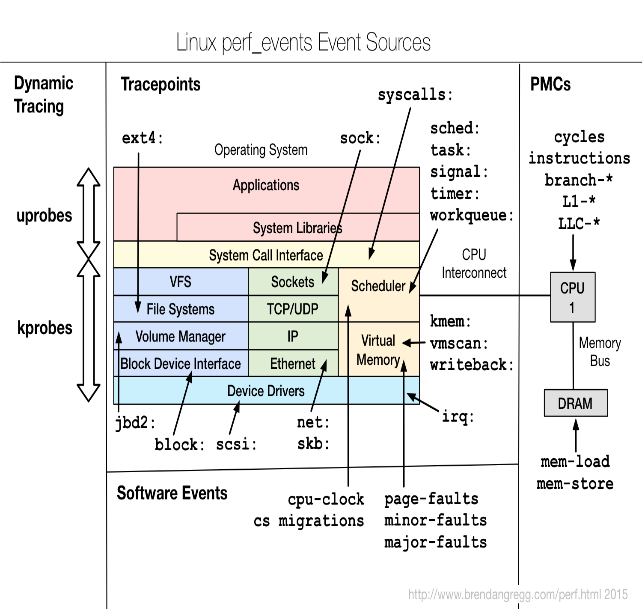 Linux perf_events Event Sources
Dynamic
Tracing
Tracepoints
PMCs
syscalls:
ext4:
sock:
sched:
task:
signal:
timer:
workqueue:
cycles
instructions
branch-*
L1-*
LLC-*
Operating System
Applications
System Libraries
System Call Interface
uprobes
kprobes
VFS
Sockets
Scheduler
File Systems
TCP/UDP
Volume Manager
IP
Virtual
Memory
Block Device Interface
Ethernet
Device Drivers
CPU
Interconnect
CPU
1
kmem:
vmscan:
writeback:
Memory
Bus
DRAM
jbd2:
block:
scsi:
net:
skb:
irq:
mem-load
mem-store
Software Events
cpu-clock
cs migrations
page-faults
minor-faults
major-faults
http://www.brendangregg.com/perf.html 2015